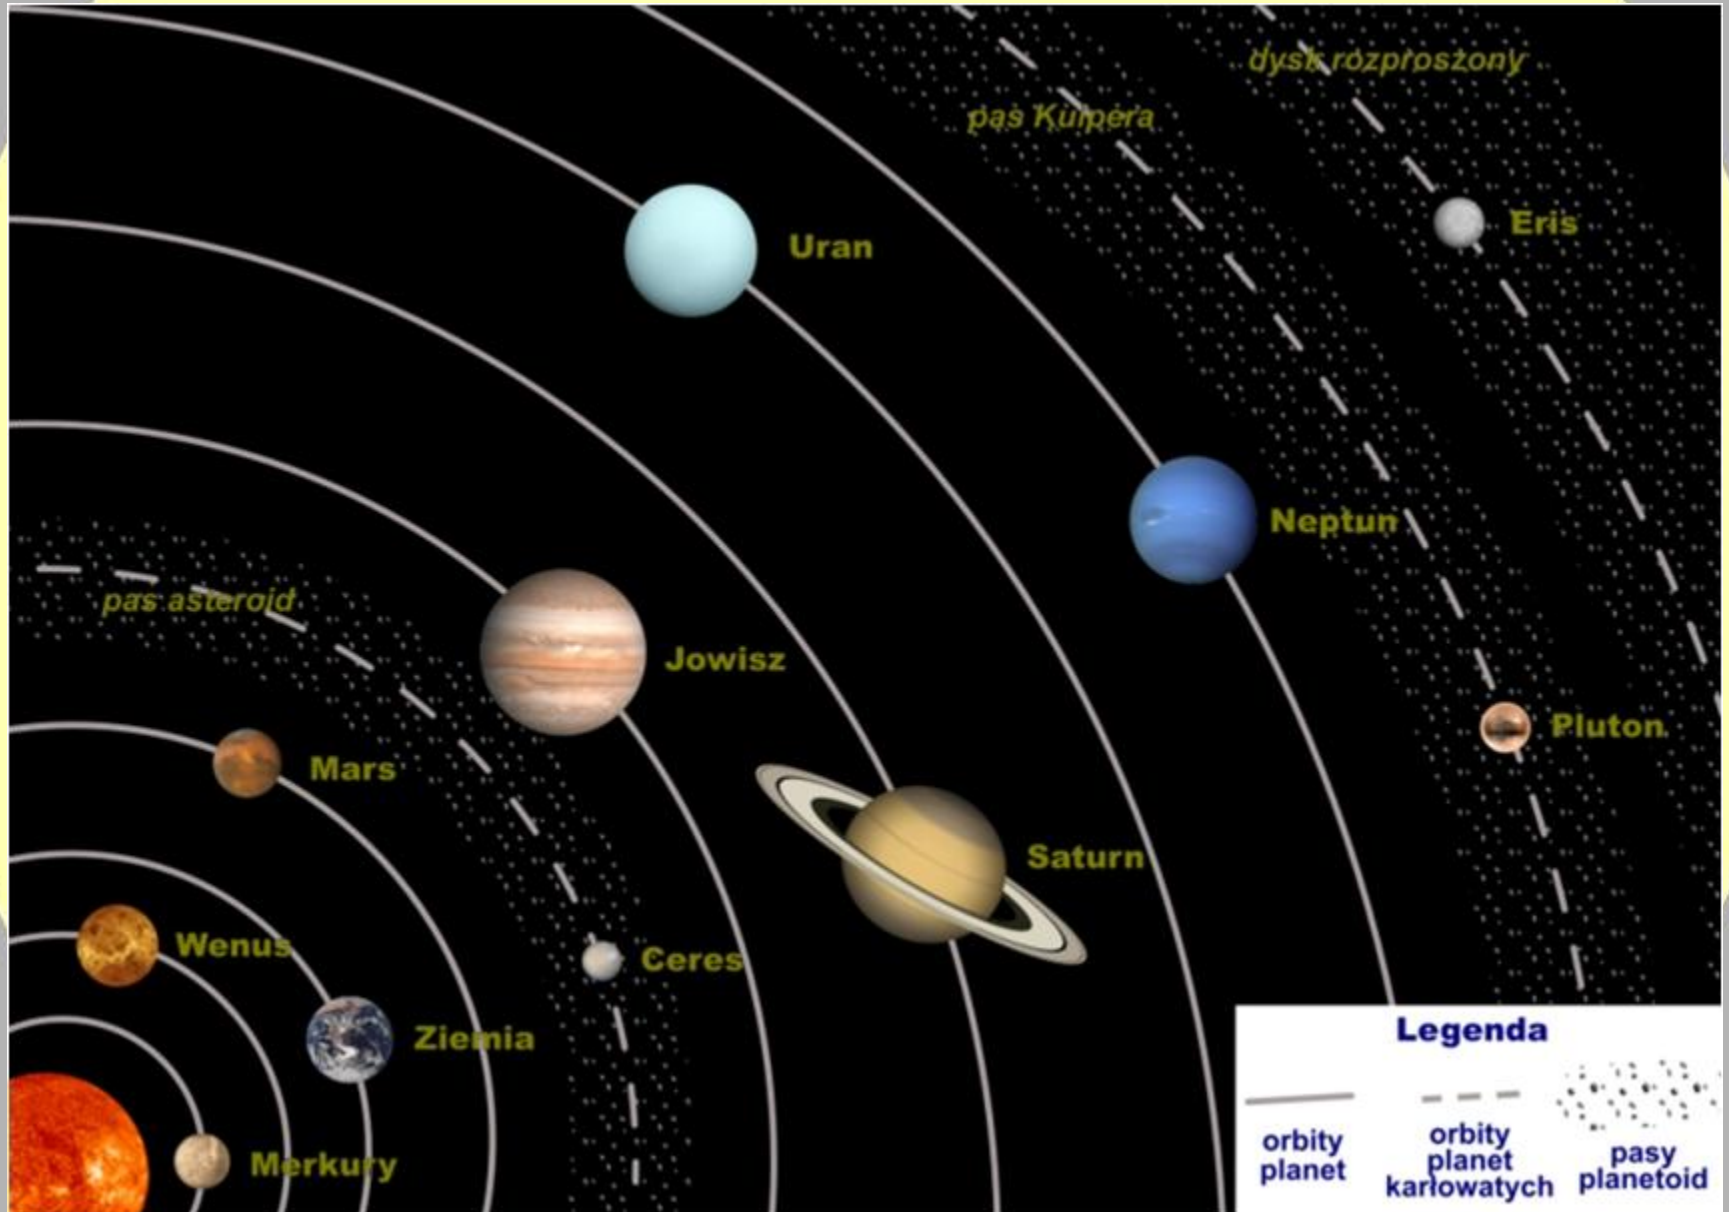 dysk rozproszony
pas Kuipera
Eris
Uran
Neptun
pas asteroid
Jowisz
Pluton
Mars
Saturn
Wenus
Ceres
Ziemia
Merkury
Legenda
orbity
planet
orbity
planet
karłowatych
pasy
planetoid